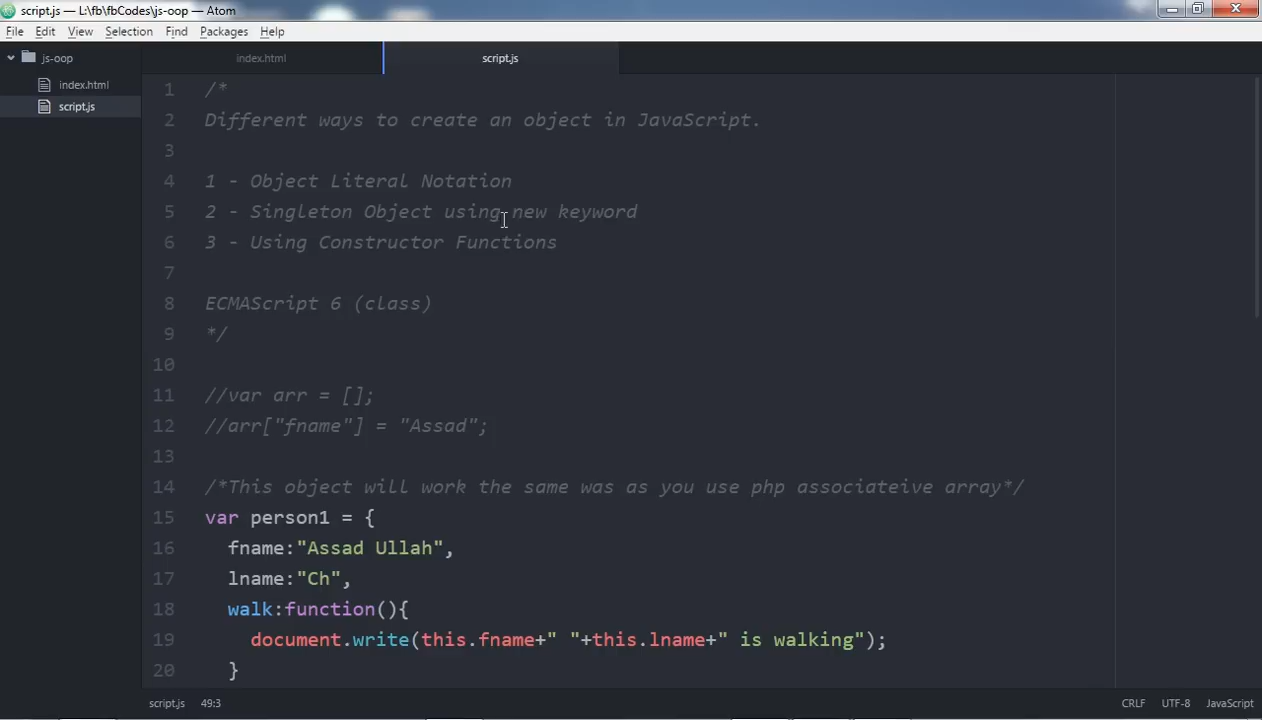 script.js — L:\fb\fbCodes\js-oop — Atom
File Edit View Selection Find Packages Help
js-oop
index.html
script.js
index.html script.js
1 /*
2 Different ways to create an object in JavaScript.
3
4 1 - Object Literal Notation
5 2 - Singleton Object using new keyword
6 3 - Using Constructor Functions
7
8 ECMAScript 6 (class)
9 */
10
11 //var arr = [];
12 //arr["fname"] = "Assad";
13
14 /*This object will work the same was as you use php associateive array*/
15 var person1 = {
16 fname:"Assad Ullah",
17 lname:"Ch",
18 walk:function(){
19 document.write(this.fname+" "+this.lname+" is walking");
20 }
script.js 49:3 CRLF UTF-8 JavaScript